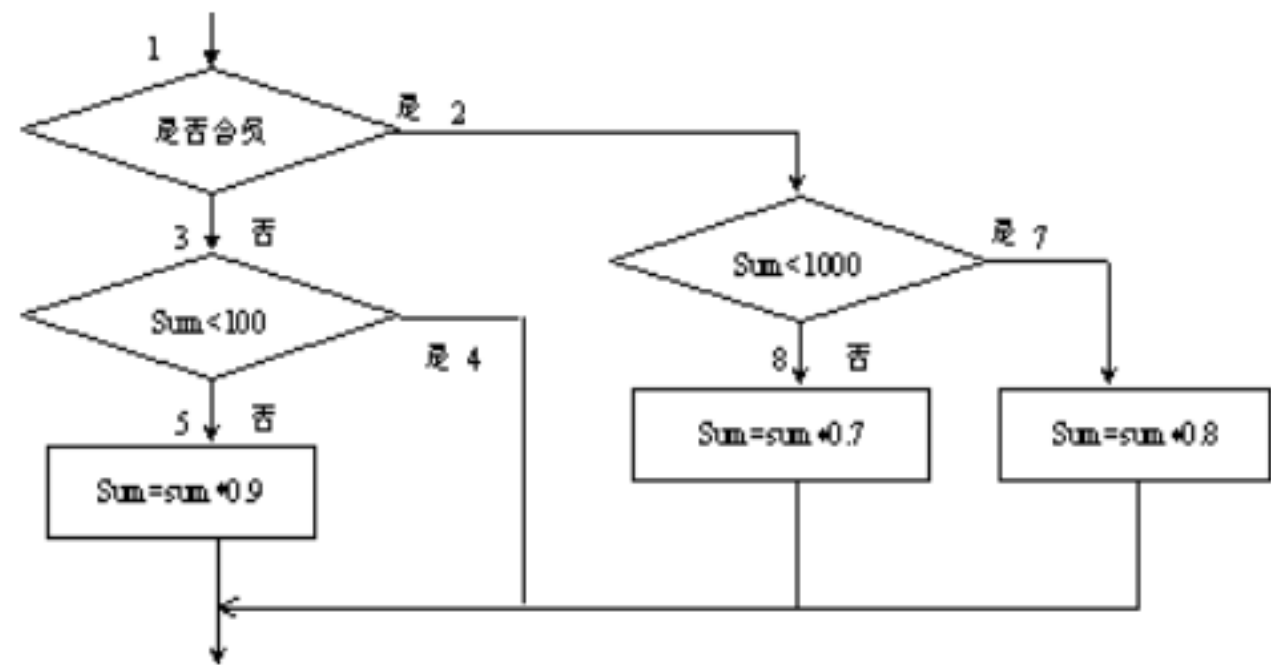 1
是否会员
是 2
3 否
Sum<100
是 4
5 否
Sum=sum*0.9
Sum<1000
是 7
8 否
Sum=sum*0.7
Sum=sum*0.8